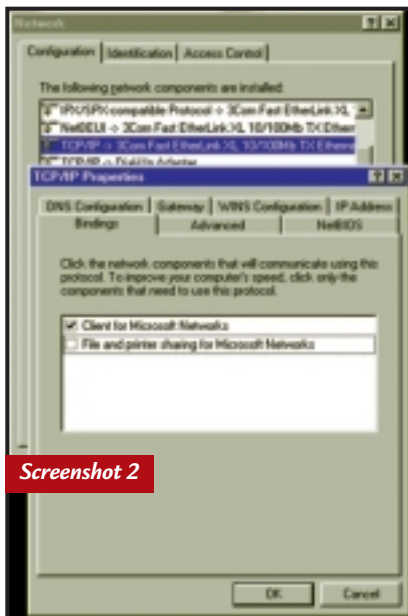 Network
Configuration Identification Access Control
The following network components are installed:
IPX/SPX-compatible Protocol -> 3Com Fast EtherLink XL
NetBEUI -> 3Com Fast EtherLink XL 10/100Mb TX Ethern
TCP/IP -> 3Com Fast EtherLink XL 10/100Mb TX Ethern
TCP/IP -> Dial-Up Adapter
TCP/IP Properties
DNS Configuration Gateway WINS Configuration IP Address
Bindings Advanced NetBIOS
Click the network components that will communicate using this
protocol. To improve your computer's speed, click only the
components that need to use this protocol.
Client for Microsoft Networks
File and printer sharing for Microsoft Networks
Screenshot 2
OK Cancel